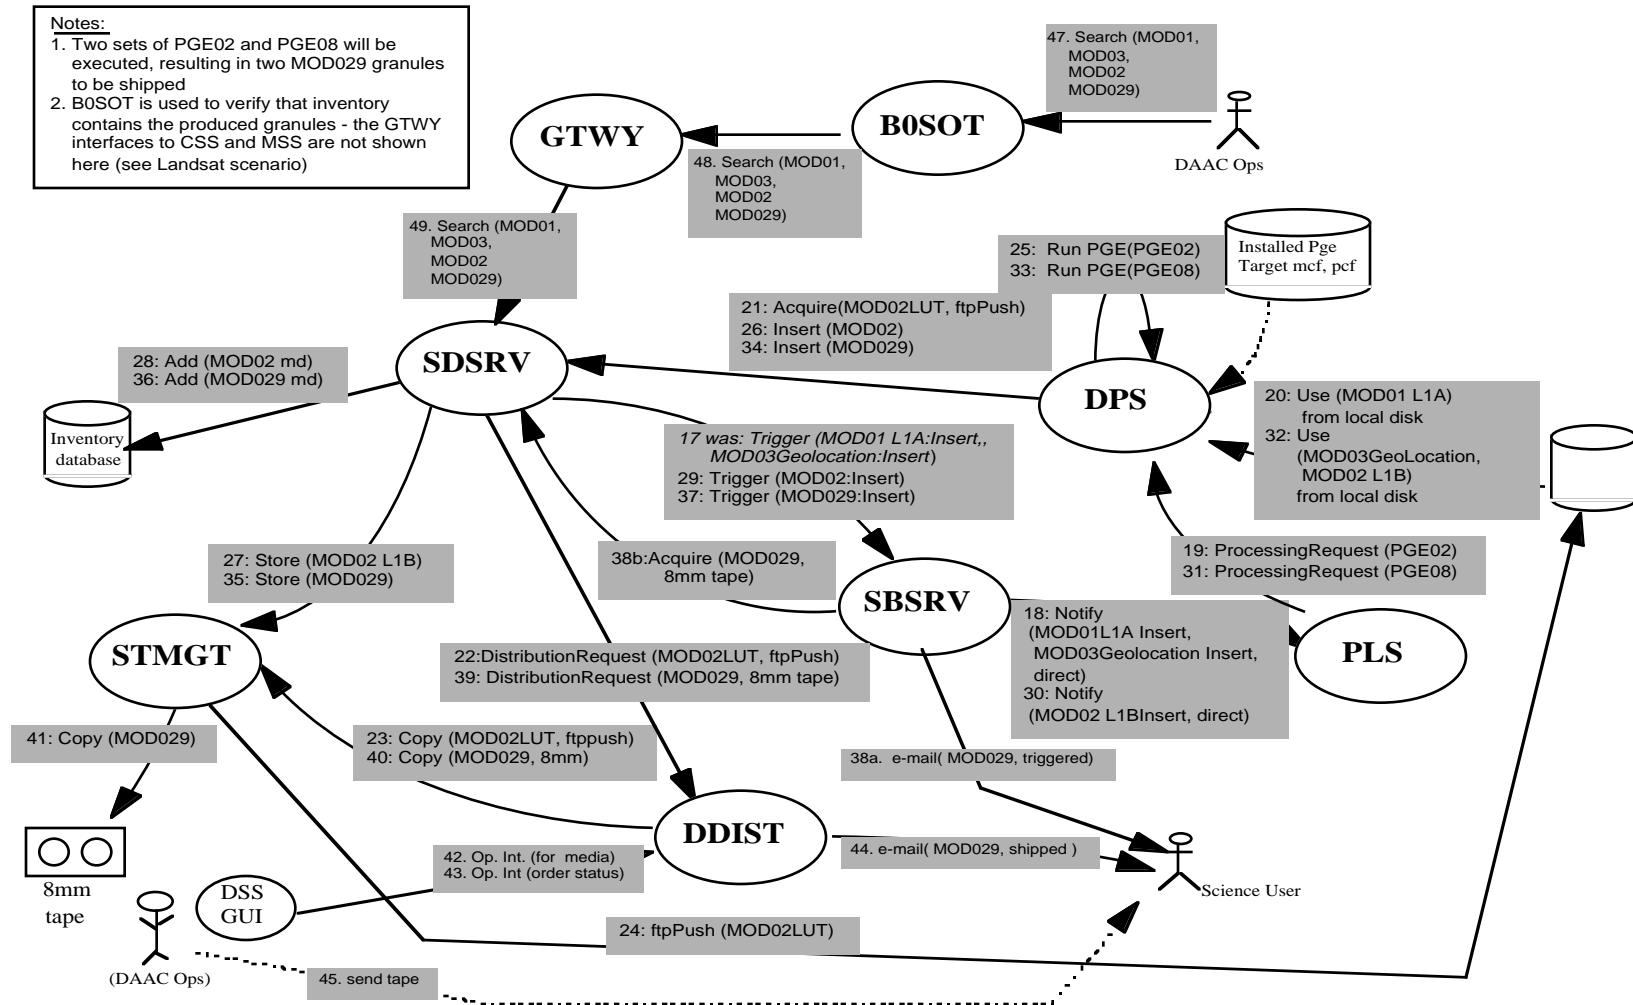 Notes:
1. Two sets of PGE02 and PGE08 will be
executed, resulting in two MOD029 granules
to be shipped
2. B0SOT is used to verify that inventory
contains the produced granules - the GTWY
interfaces to CSS and MSS are not shown
here (see Landsat scenario)
47. Search (MOD01,
MOD03,
MOD02
MOD029)
GTWY
B0SOT
DAAC Ops
48. Search (MOD01,
MOD03,
MOD02
MOD029)
49. Search (MOD01,
MOD03,
MOD02
MOD029)
25: Run PGE(PGE02)
33: Run PGE(PGE08)
Installed Pge
Target mcf, pcf
21: Acquire(MOD02LUT, ftpPush)
26: Insert (MOD02)
34: Insert (MOD029)
28: Add (MOD02 md)
36: Add (MOD029 md)
SDSRV
DPS
20: Use (MOD01 L1A)
from local disk
32: Use
(MOD03GeoLocation,
MOD02 L1B)
from local disk
Inventory
database
17 was: Trigger (MOD01 L1A:Insert,,
MOD03Geolocation:Insert)
29: Trigger (MOD02:Insert)
37: Trigger (MOD029:Insert)
27: Store (MOD02 L1B)
35: Store (MOD029)
38b:Acquire (MOD029,
8mm tape)
19: ProcessingRequest (PGE02)
31: ProcessingRequest (PGE08)
SBSRV
18: Notify
(MOD01L1A Insert,
MOD03Geolocation Insert,
direct)
30: Notify
(MOD02 L1BInsert, direct)
PLS
STMGT
22:DistributionRequest (MOD02LUT, ftpPush)
39: DistributionRequest (MOD029, 8mm tape)
41: Copy (MOD029)
23: Copy (MOD02LUT, ftppush)
40: Copy (MOD029, 8mm)
38a. e-mail( MOD029, triggered)
DDIST
42. Op. Int. (for media)
43. Op. Int (order status)
44. e-mail( MOD029, shipped )
8mm
tape
DSS
GUI
Science User
24: ftpPush (MOD02LUT)
(DAAC Ops)
45. send tape